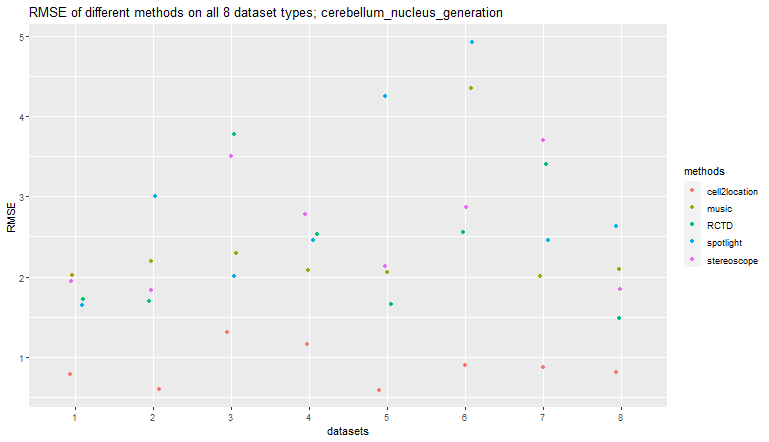 RMSE of different methods on all 8 dataset types; cerebellum_nucleus_generation
5
4
3
2
1
RMSE
1 2 3 4 5 6 7 8
datasets
methods
cell2location
music
RCTD
spotlight
stereoscope